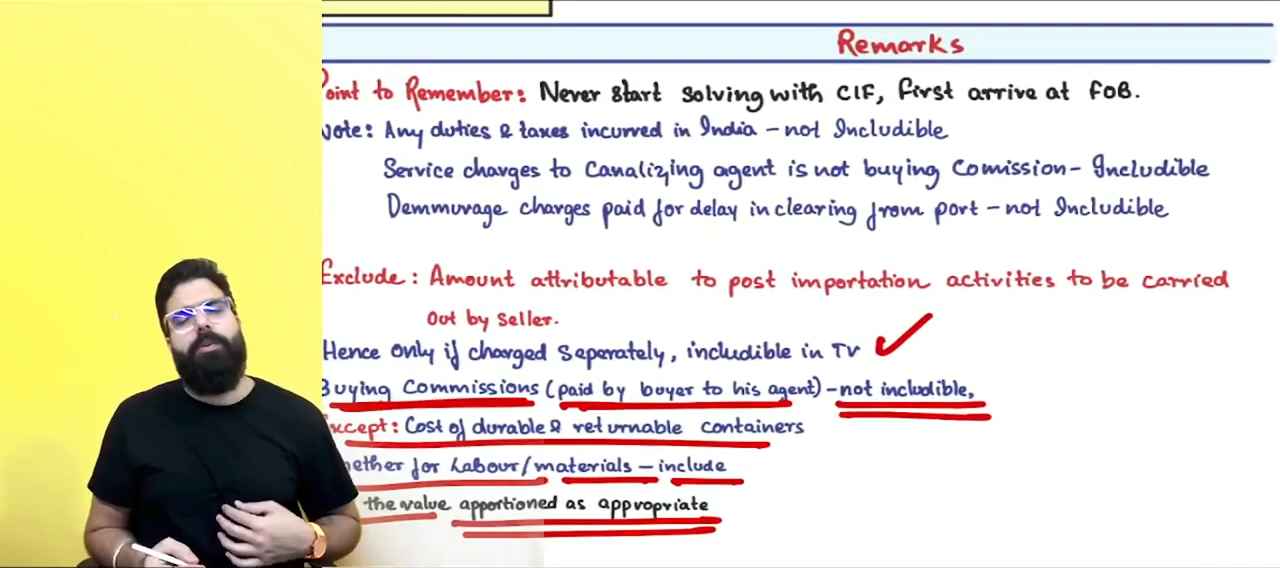 Remarks
Point to Remember: Never start solving with CIF, first arrive at FOB.
Note: Any duties & taxes incurred in India - not Includible
Service charges to Canalizing agent is not buying Comission - Includible
Demmurage charges paid for delay in clearing from port - not Includible
Exclude: Amount attributable to post importation activities to be carried
out by seller.
Hence Only if charged Seperately, includible in TV
Buying Commissions (paid by buyer to his agent) - not includible,
Except: Cost of durable & returnable containers
hether for Labour/materials - include
the value apportioned as appropriate